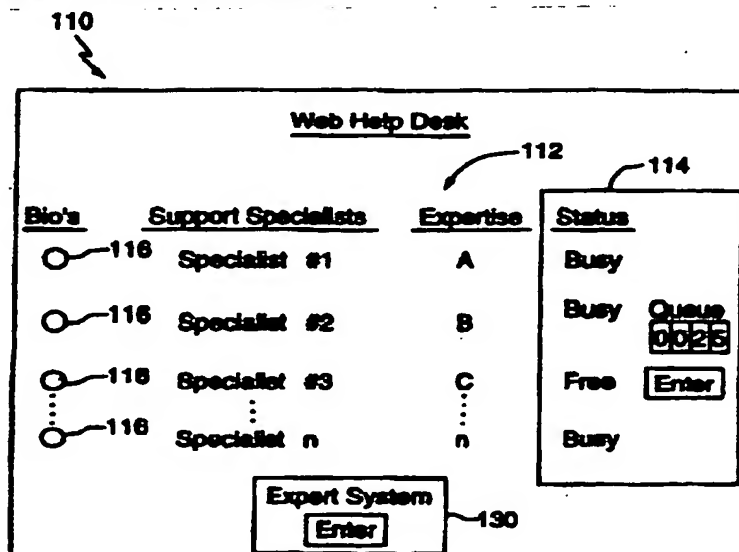 110
Web Help Desk
112
114
Bio's Support Specialists Expertise Status
116 Specialist #1 A Busy
116 Specialist #2 B Busy Queue
0025
116 Specialist #3 C Free Enter
116 Specialist n n Busy
Expert System
Enter
130